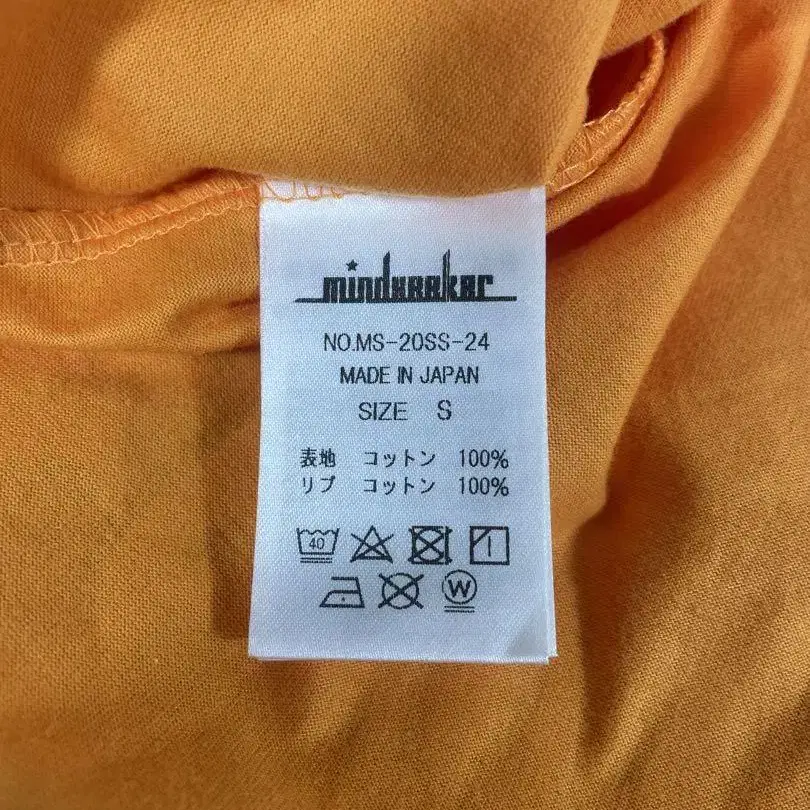 mindseeker
NO.MS-20SS-24
MADE IN JAPAN
SIZE S
表地 コットン 100%
リブ コットン 100%
40
W